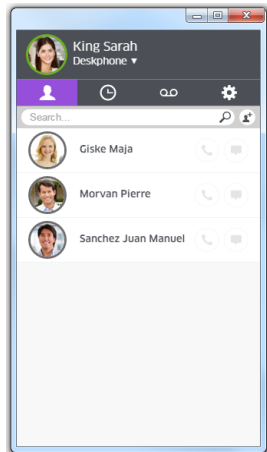 King Sarah
Deskphone ▼
Search...
Giske Maja
Morvan Pierre
Sanchez Juan Manuel